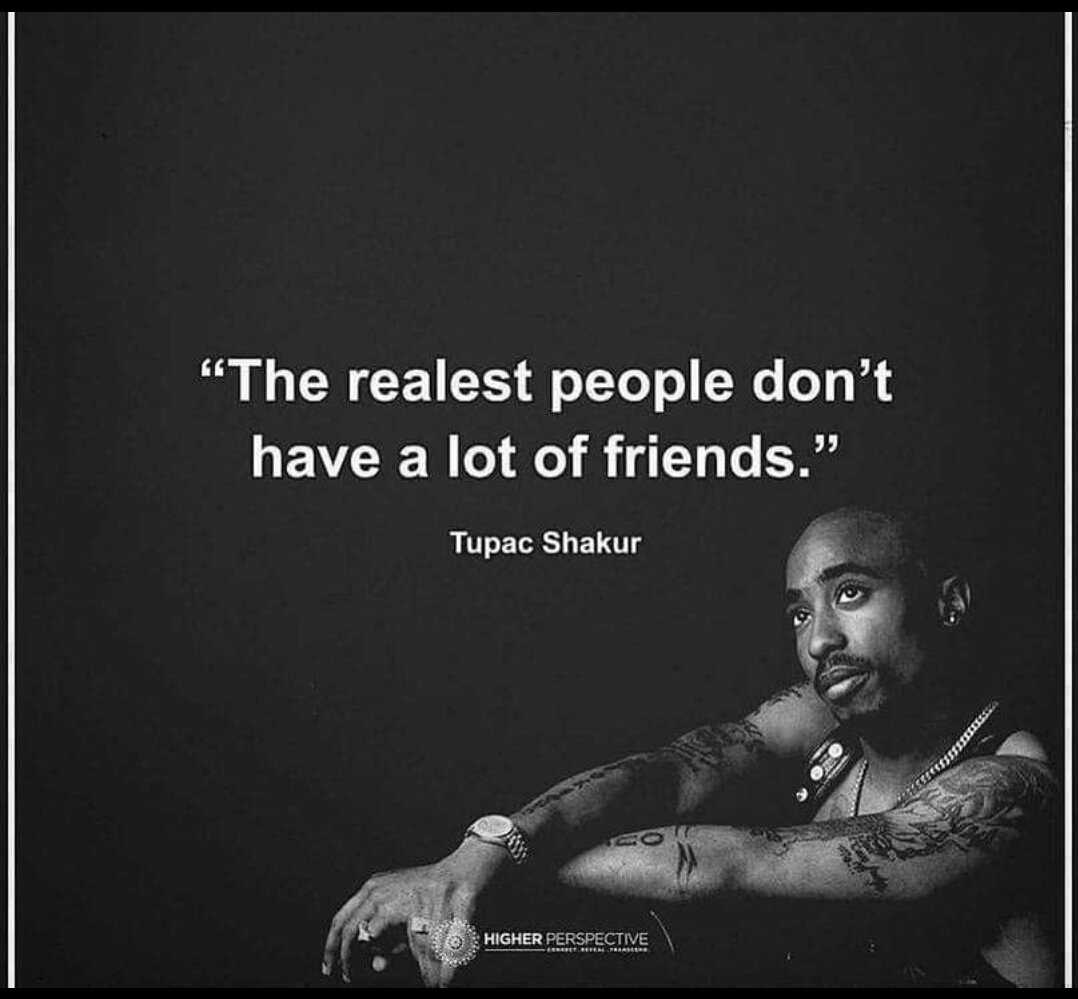 “The realest people don’t
have a lot of friends.”
Tupac Shakur
HIGHER PERSPECTIVE